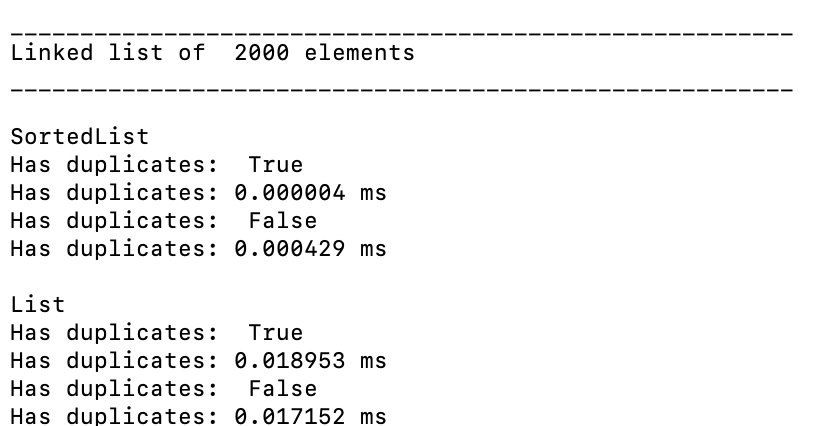 ________________________________________________________
Linked list of  2000 elements
________________________________________________________
SortedList
Has duplicates:  True
Has duplicates: 0.000004 ms
Has duplicates:  False
Has duplicates: 0.000429 ms
List
Has duplicates:  True
Has duplicates: 0.018953 ms
Has duplicates:  False
Has duplicates: 0.017152 ms